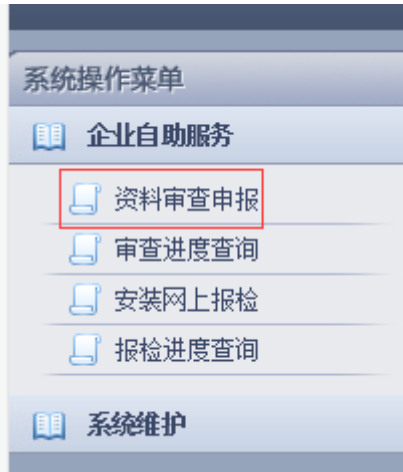 系统操作菜单
企业自助服务
资料审查申报
审查进度查询
安装网上报检
报检进度查询
系统维护